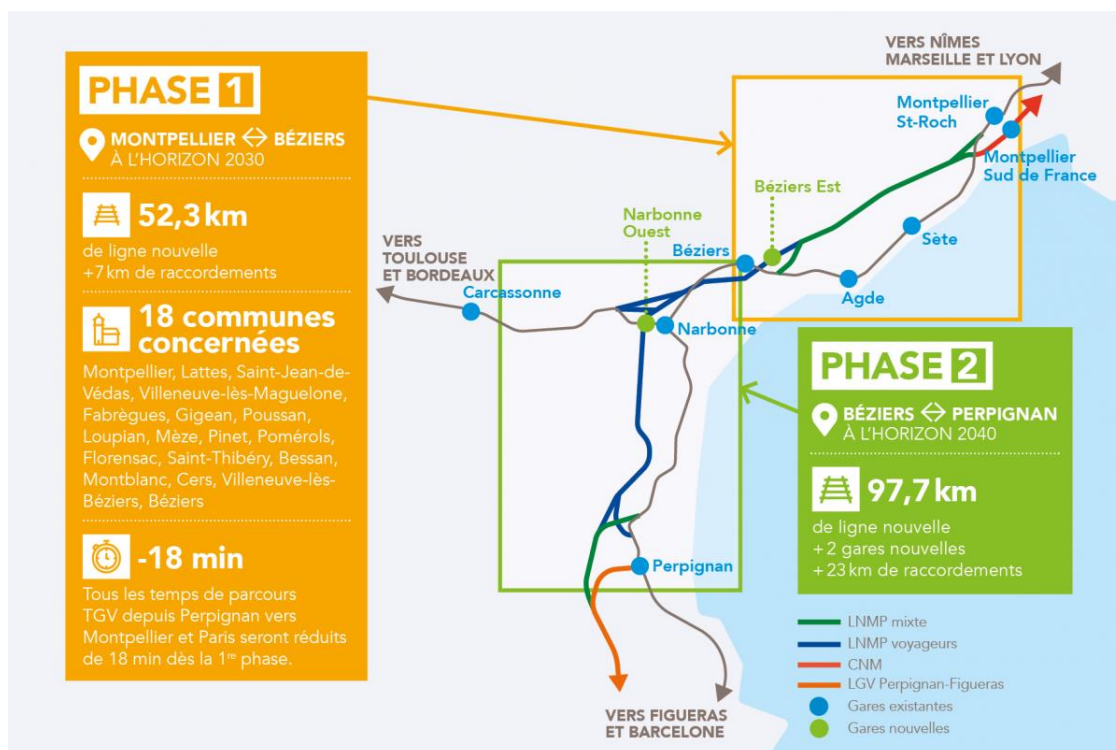 PHASE 1
MONTPELLIER <-> BÉZIERS
À L'HORIZON 2030
52,3 km
de ligne nouvelle
+7 km de raccordements
18 communes
concernées
Montpellier, Lattes, Saint-Jean-de-
Védas, Villeneuve-lès-Maguelone,
Fabrègues, Gigean, Poussan,
Loupian, Mèze, Pinet, Pomérols,
Florensac, Saint-Thibéry, Bessan,
Montblanc, Cers, Villeneuve-lès-
Béziers, Béziers
-18 min
Tous les temps de parcours
TGV depuis Perpignan vers
Montpellier et Paris seront réduits
de 18 min dès la 1re phase.
VERS NÎMES
MARSEILLE ET LYON
Montpellier
St-Roch
Montpellier
Sud de France
Béziers Est
Narbonne
Ouest
Béziers
Sète
Agde
VERS
TOULOUSE
ET BORDEAUX
Carcassonne
Narbonne
Perpignan
VERS FIGUERAS
ET BARCELONE
PHASE 2
BÉZIERS <-> PERPIGNAN
À L'HORIZON 2040
97,7 km
de ligne nouvelle
+ 2 gares nouvelles
+ 23 km de raccordements
LNMP mixte
LNMP voyageurs
CNM
LGV Perpignan-Figueras
Gares existantes
Gares nouvelles